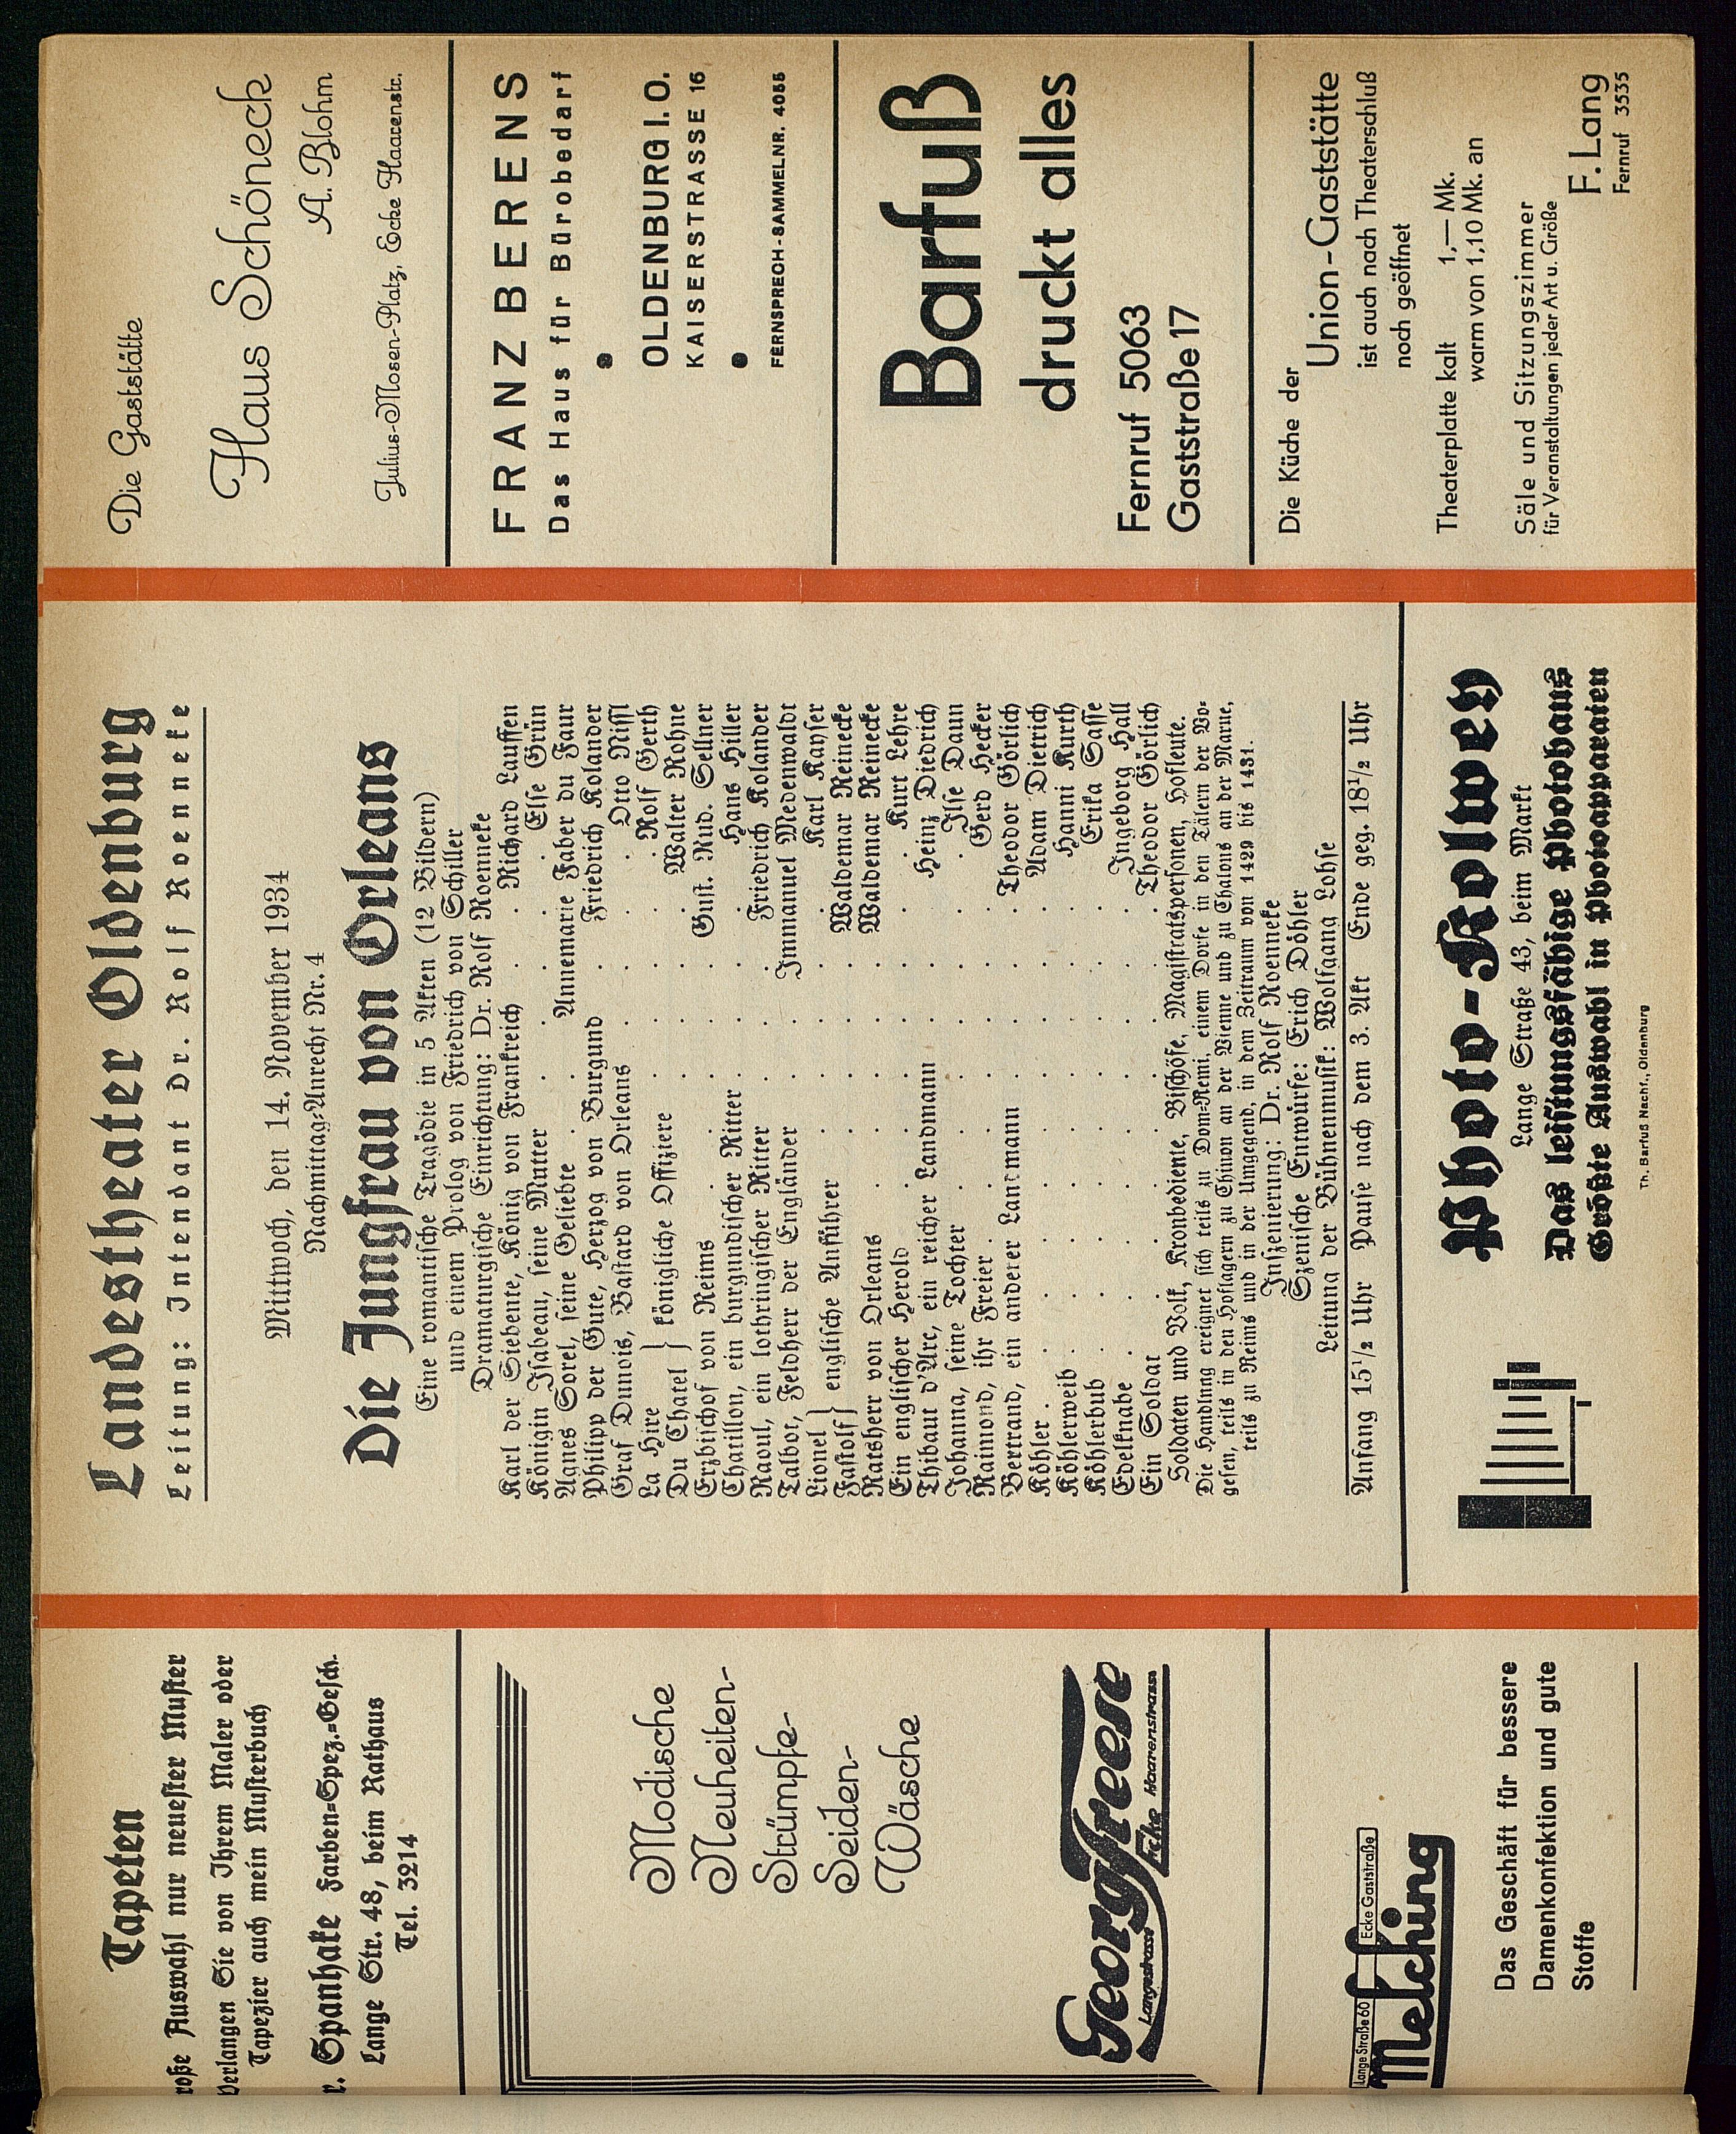 Tapeten
roße Auswahl nur neuester Muster
Verlangen Sie von Ihrem Maler oder
Tapezier auch mein Musterbuch
r. Spanhake Farben-Spez.-Gesch.
Lange Str. 48, beim Rathaus
Tel. 3214
Modische
Neuheiten-
Strümpfe-
Seiden-
Wäsche
Georg Freese
Langestrasse Ecke Haarenstrasse
Lange Straße 60 Ecke Gaststraße
Melching
Das Geschäft für bessere
Damenkonfektion und gute
Stoffe
Landestheater Oldenburg
Leitung: Intendant Dr. Rolf Roenneke
Mittwoch, den 14. November 1934
Nachmittag-Anrecht Nr. 4
Die Jungfrau von Orleans
Eine romantische Tragödie in 5 Akten (12 Bildern)
und einem Prolog von Friedrich von Schiller
Dramaturgische Einrichtung: Dr. Rolf Roenneke
Karl der Siebente, König von Frankreich . . Richard Lauffen
Königin Isabeau, seine Mutter . . . . Else Grün
Agnes Sorel, seine Geliebte . . Annemarie Faber du Faur
Philipp der Gute, Herzog von Burgund . Friedrich Kolander
Graf Dunois, Bastard von Orleans . . . . Otto Niffl
La Hire } königliche Offiziere . . . . Rolf Gerth
Du Chatel } . . . . Walter Rohne
Erzbischof von Reims . . . . Gust. Rud. Sellner
Chatillon, ein burgundischer Ritter . . . . Hans Hiller
Raoul, ein lothringischer Ritter . . . Friedrich Kolander
Talbot, Feldherr der Engländer . . Immanuel Medenwaldt
Lionel } englische Anführer . . . . . Karl Kayser
Fastolf } . . . . Waldemar Reinecke
Ratsherr von Orleans . . . . Waldemar Reinecke
Ein englischer Herold . . . . . Kurt Lehre
Thibaut d'Arc, ein reicher Landmann . . . Heinz Diedrich
Johanna, seine Tochter . . . . . Ilse Daun
Raimond, ihr Freier . . . . . Gerd Hecker
Bertrand, ein anderer Landmann . . . Theodor Görlich
Köhler . . . . . . . Adam Dietrich
Köhlerweib . . . . . . . Hanni Kurth
Köhlerbub . . . . . . . Erika Sasse
Edelknabe . . . . . . Ingeborg Hall
Ein Soldat . . . . . . Theodor Görlich
Soldaten und Volk, Kronbediente, Bischöfe, Magistratspersonen, Hofleute.
Die Handlung ereignet sich teils zu Dom-Remi, einem Dorfe in den Tälern der Vo-
gesen, teils in den Hoflagern zu Chinon an der Vienne und zu Chalons an der Marne,
teils zu Reims und in der Umgegend, in dem Zeitraum von 1429 bis 1431.
Inszenierung: Dr. Rolf Roenneke
Szenische Entwürfe: Erich Döhler
Leitung der Bühnenmusik: Wolfgang Lohse
Anfang 15½ Uhr Pause nach dem 3. Akt Ende geg. 18½ Uhr
Photo-Kolwey
Lange Straße 43, beim Markt
Das leistungsfähige Photohaus
Größte Auswahl in Photoapparaten
Th. Barfuß Nachf., Oldenburg
Die Gaststätte
Haus Schöneck
A. Blohm
Julius-Mosen-Platz, Ecke Haarenstr.
FRANZ BERENS
Das Haus für Bürobedarf
OLDENBURG I. O.
KAISERSTRASSE 16
FERNSPRECH-SAMMELNR. 4055
Barfuß
druckt alles
Fernruf 5063
Gaststraße 17
Die Küche der
Union-Gaststätte
ist auch nach Theaterschluß
noch geöffnet
Theaterplatte kalt 1,— Mk.
warm von 1,10 Mk. an
Säle und Sitzungszimmer
für Veranstaltungen jeder Art u. Größe
F. Lang
Fernruf 3535